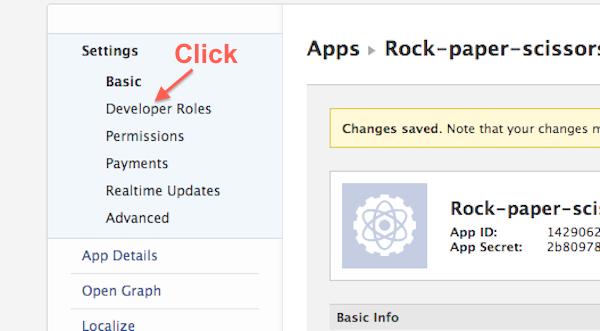 Settings
Click
Basic
Developer Roles
Permissions
Payments
Realtime Updates
Advanced
App Details
Open Graph
Localize
Apps ▸ Rock-paper-scissors
Changes saved. Note that your changes m
Rock-paper-sci
App ID: 1429062
App Secret: 2b80978
Basic Info